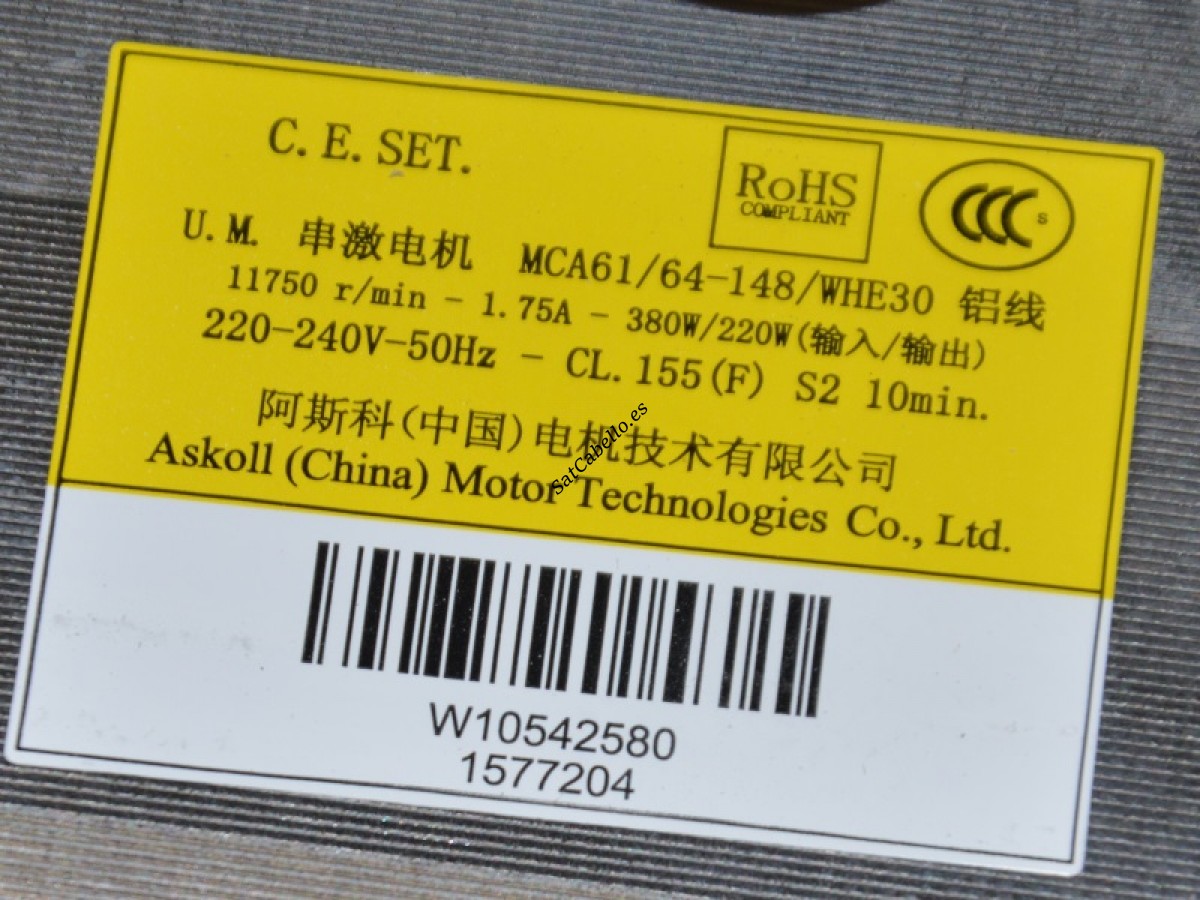 C.E.SET.
RoHS
COMPLIANT
CCC S
U.M. 串激电机 MCA61/64-148/WHE30 铝线
11750 r/min - 1.75A - 380W/220W(输入/输出)
220-240V-50Hz - CL.155(F) S2 10min.
阿斯科(中国)电机技术有限公司
Askoll (China) Motor Technologies Co., Ltd.
SatCabello.es
W10542580
1577204